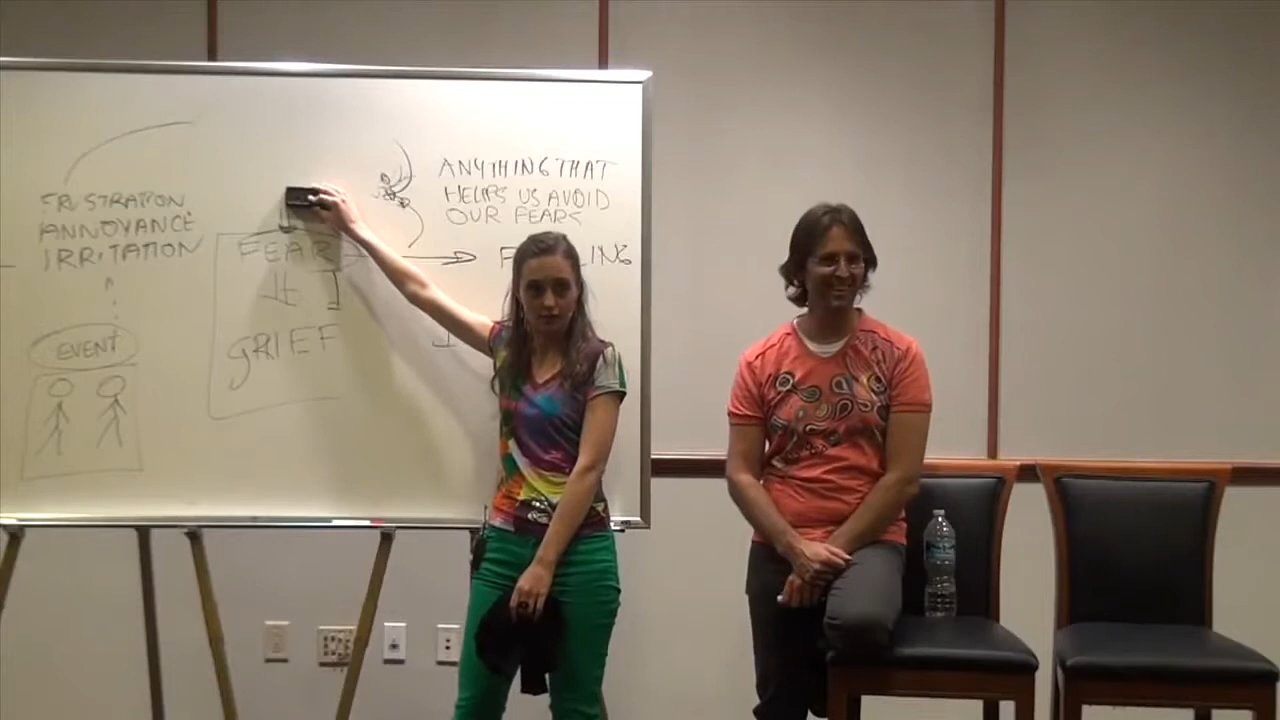 FRUSTRATION
ANNOYANCE
IRRITATION
EVENT
FEAR
GRIEF
ANYTHING THAT
HELPS US AVOID
OUR FEARS